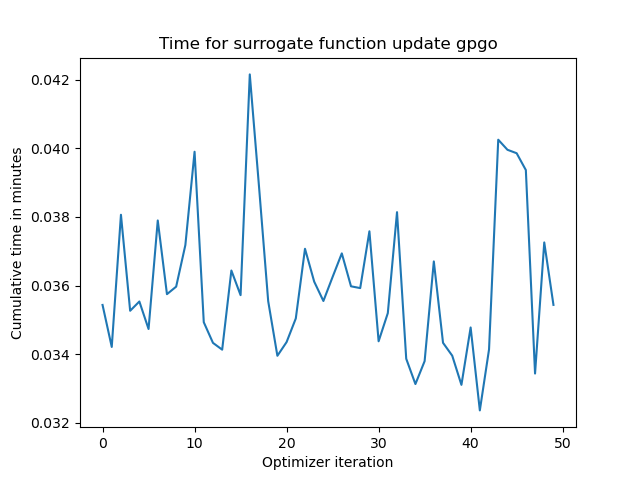 Time for surrogate function update gpgo
0.042
0.040
0.038
0.036
0.034
0.032
Cumulative time in minutes
0 10 20 30 40 50
Optimizer iteration